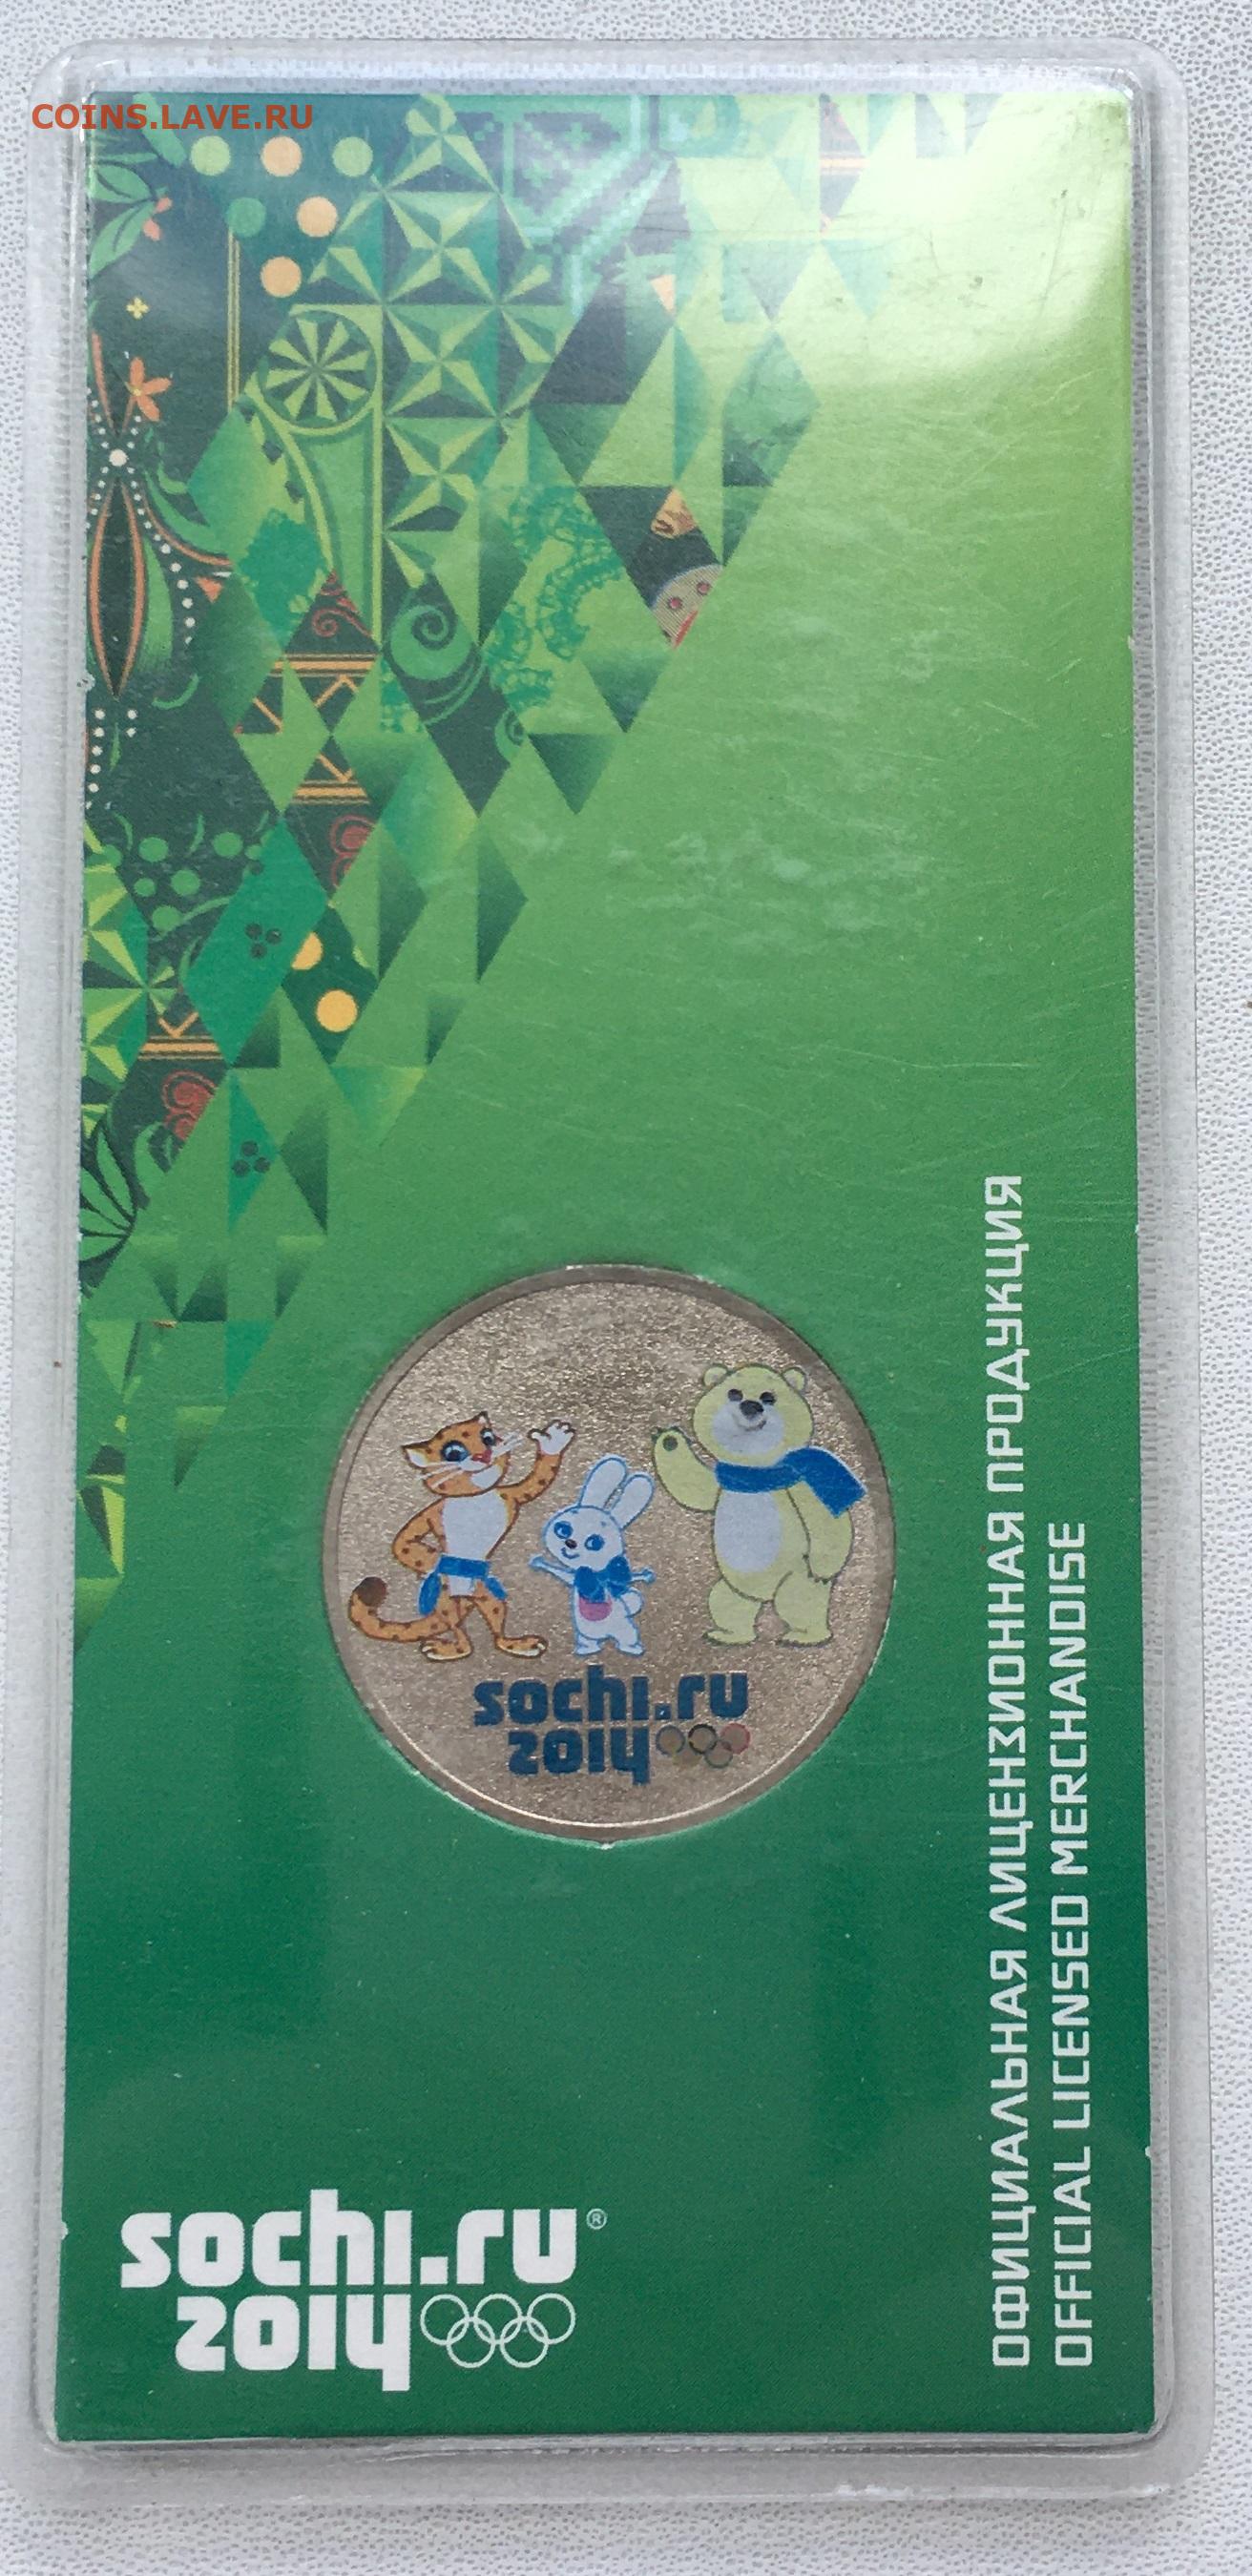 COINS.LAVE.RU
sochi.ru
2014
sochi.ru®
2014
ОФИЦИАЛЬНАЯ ЛИЦЕНЗИОННАЯ ПРОДУКЦИЯ
OFFICIAL LICENSED MERCHANDISE